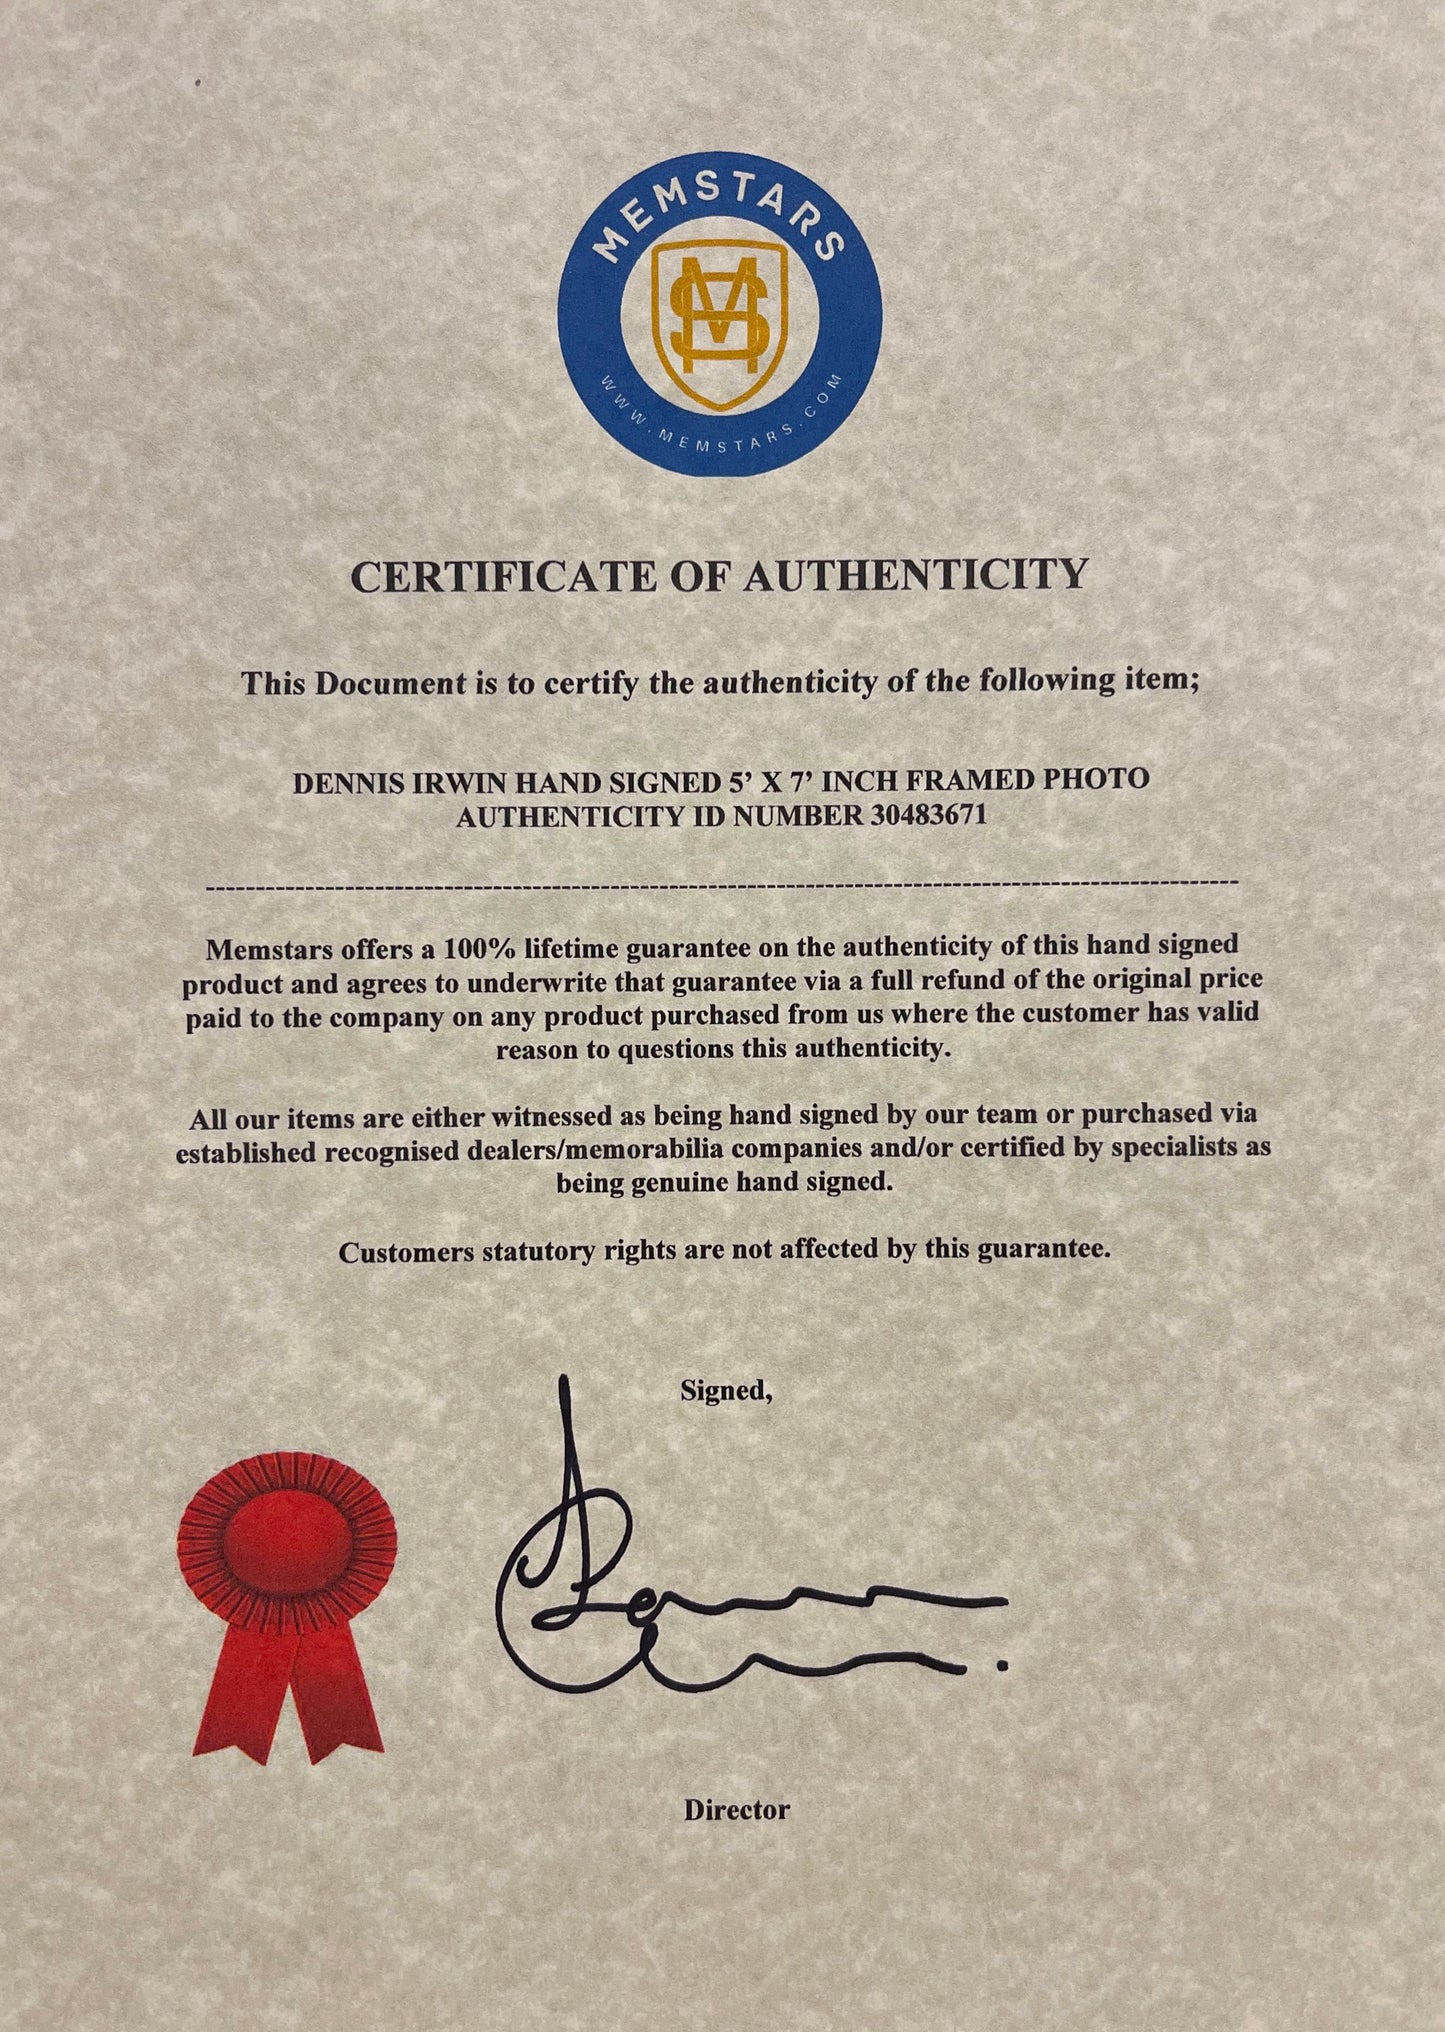 MEMSTARS
MS
WWW.MEMSTARS.COM
CERTIFICATE OF AUTHENTICITY
This Document is to certify the authenticity of the following item;
DENNIS IRWIN HAND SIGNED 5’ X 7’ INCH FRAMED PHOTO
AUTHENTICITY ID NUMBER 30483671
Memstars offers a 100% lifetime guarantee on the authenticity of this hand signed
product and agrees to underwrite that guarantee via a full refund of the original price
paid to the company on any product purchased from us where the customer has valid
reason to questions this authenticity.
All our items are either witnessed as being hand signed by our team or purchased via
established recognised dealers/memorabilia companies and/or certified by specialists as
being genuine hand signed.
Customers statutory rights are not affected by this guarantee.
Signed,
Director